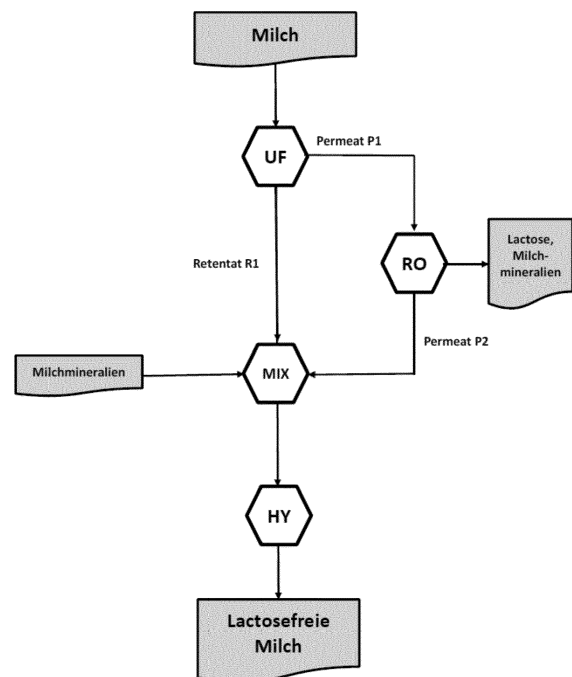 Milch
UF
Permeat P1
Retentat R1
RO
Lactose,
Milch-
mineralien
Permeat P2
Milchmineralien
MIX
HY
Lactosefreie
Milch